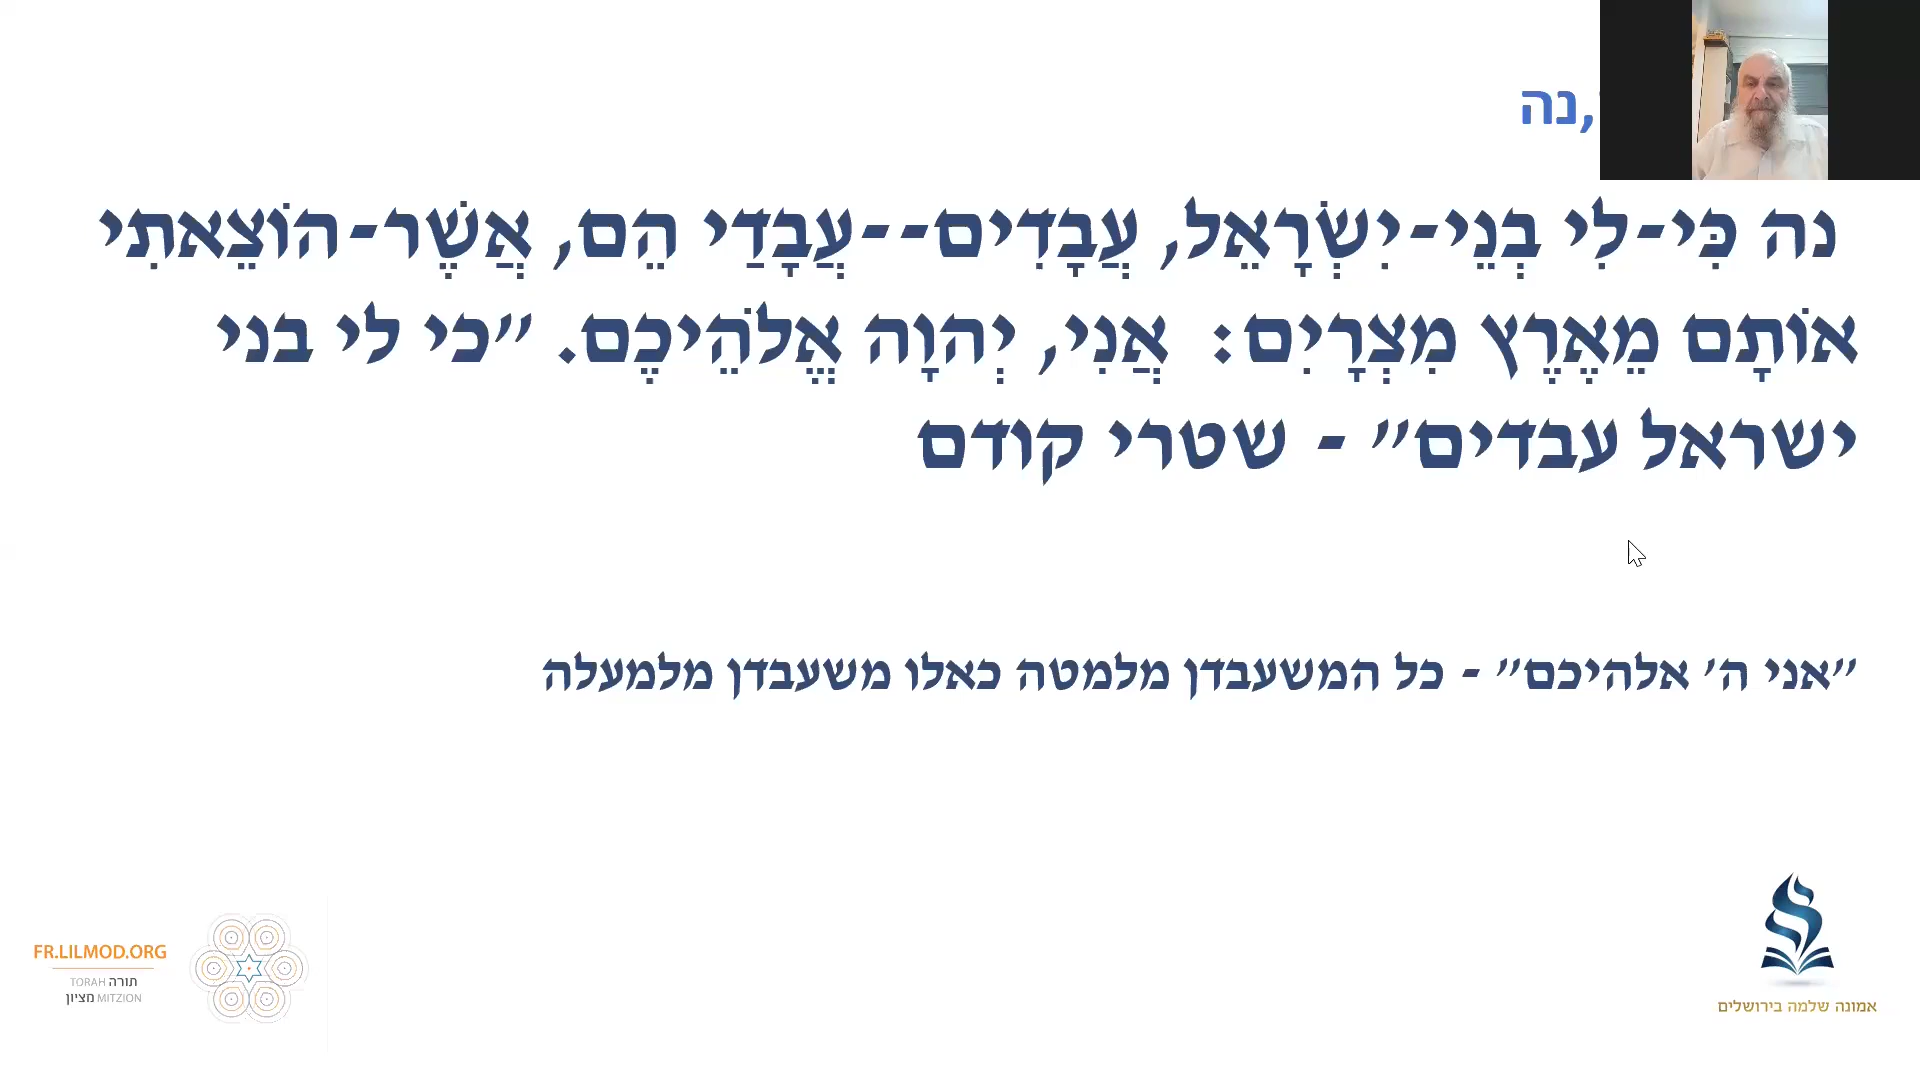 ,נה
נה כִּי-לִי בְנֵי-יִשְׂרָאֵל, עֲבָדִים--עֲבָדַי הֵם, אֲשֶׁר-הוֹצֵאתִי
אוֹתָם מֵאֶרֶץ מִצְרָיִם: אֲנִי, יְהוָה אֱלֹהֵיכֶם. "כי לי בני
ישראל עבדים" - שטרי קודם
"אני ה' אלהיכם" - כל המשעבדן מלמטה כאלו משעבדן מלמעלה
FR.LILMOD.ORG
TORAH תורה
מציון MITZION
אמונה שלמה בירושלים